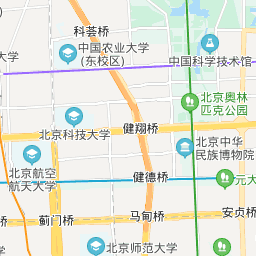 科荟桥
中国农业大学
(东校区)
中国科学技术馆
北京奥林
匹克公园
北京科技大学
健翔桥
北京中华
民族博物院
北京航空
航天大学
健德桥
元大
蓟门桥
马甸桥
安贞桥
北京师范大学